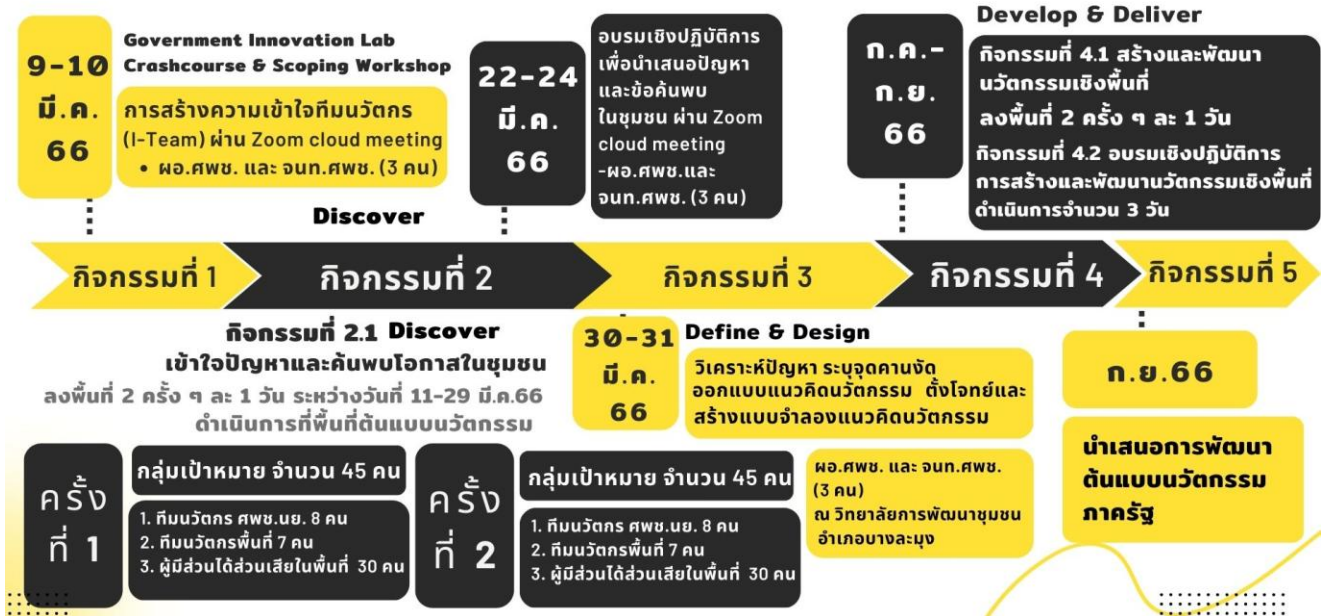 9-10
มี.ค.
66
Government Innovation Lab
Crashcourse & Scoping Workshop
การสร้างความเข้าใจทีมนวัตกร
(I-Team) ผ่าน Zoom cloud meeting
• ผอ.ศพช. และ จนท.ศพช. (3 คน)
Discover
22-24
มี.ค.
66
อบรมเชิงปฏิบัติการ
เพื่อนำเสนอปัญหา
และข้อค้นพบ
ในชุมชน ผ่าน Zoom
cloud meeting
-ผอ.ศพช.และ
จนท.ศพช. (3 คน)
ก.ค.-
ก.ย.
66
Develop & Deliver
กิจกรรมที่ 4.1 สร้างและพัฒนา
นวัตกรรมเชิงพื้นที่
ลงพื้นที่ 2 ครั้ง ๆ ละ 1 วัน
กิจกรรมที่ 4.2 อบรมเชิงปฏิบัติการ
การสร้างและพัฒนานวัตกรรมเชิงพื้นที่
ดำเนินการจำนวน 3 วัน
กิจกรรมที่ 1
กิจกรรมที่ 2
กิจกรรมที่ 3
กิจกรรมที่ 4
กิจกรรมที่ 5
กิจกรรมที่ 2.1 Discover
เข้าใจปัญหาและค้นพบโอกาสในชุมชน
ลงพื้นที่ 2 ครั้ง ๆ ละ 1 วัน ระหว่างวันที่ 11-29 มี.ค.66
ดำเนินการที่พื้นที่ต้นแบบนวัตกรรม
ครั้ง
ที่ 1
กลุ่มเป้าหมาย จำนวน 45 คน
1. ทีมนวัตกร ศพช.นย. 8 คน
2. ทีมนวัตกรพื้นที่ 7 คน
3. ผู้มีส่วนได้ส่วนเสียในพื้นที่ 30 คน
ครั้ง
ที่ 2
กลุ่มเป้าหมาย จำนวน 45 คน
1. ทีมนวัตกร ศพช.นย. 8 คน
2. ทีมนวัตกรพื้นที่ 7 คน
3. ผู้มีส่วนได้ส่วนเสียในพื้นที่ 30 คน
30-31
มี.ค.
66
Define & Design
วิเคราะห์ปัญหา ระบุจุดคานงัด
ออกแบบแนวคิดนวัตกรรม ตั้งโจทย์และ
สร้างแบบจำลองแนวคิดนวัตกรรม
ผอ.ศพช. และ จนท.ศพช.
(3 คน)
ณ วิทยาลัยการพัฒนาชุมชน
อำเภอบางละมุง
ก.ย.66
นำเสนอการพัฒนา
ต้นแบบนวัตกรรม
ภาครัฐ